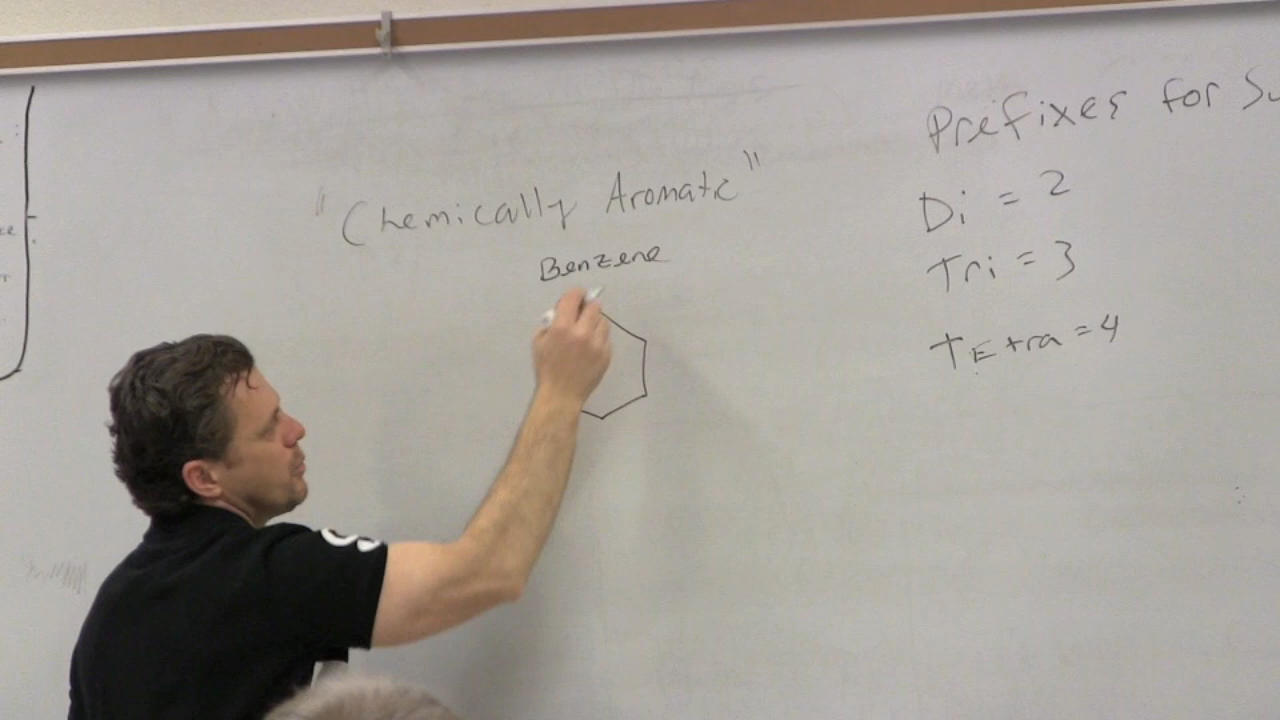 "Chemically Aromatic"
Benzene
Prefixes for
Di = 2
Tri = 3
TEtra = 4